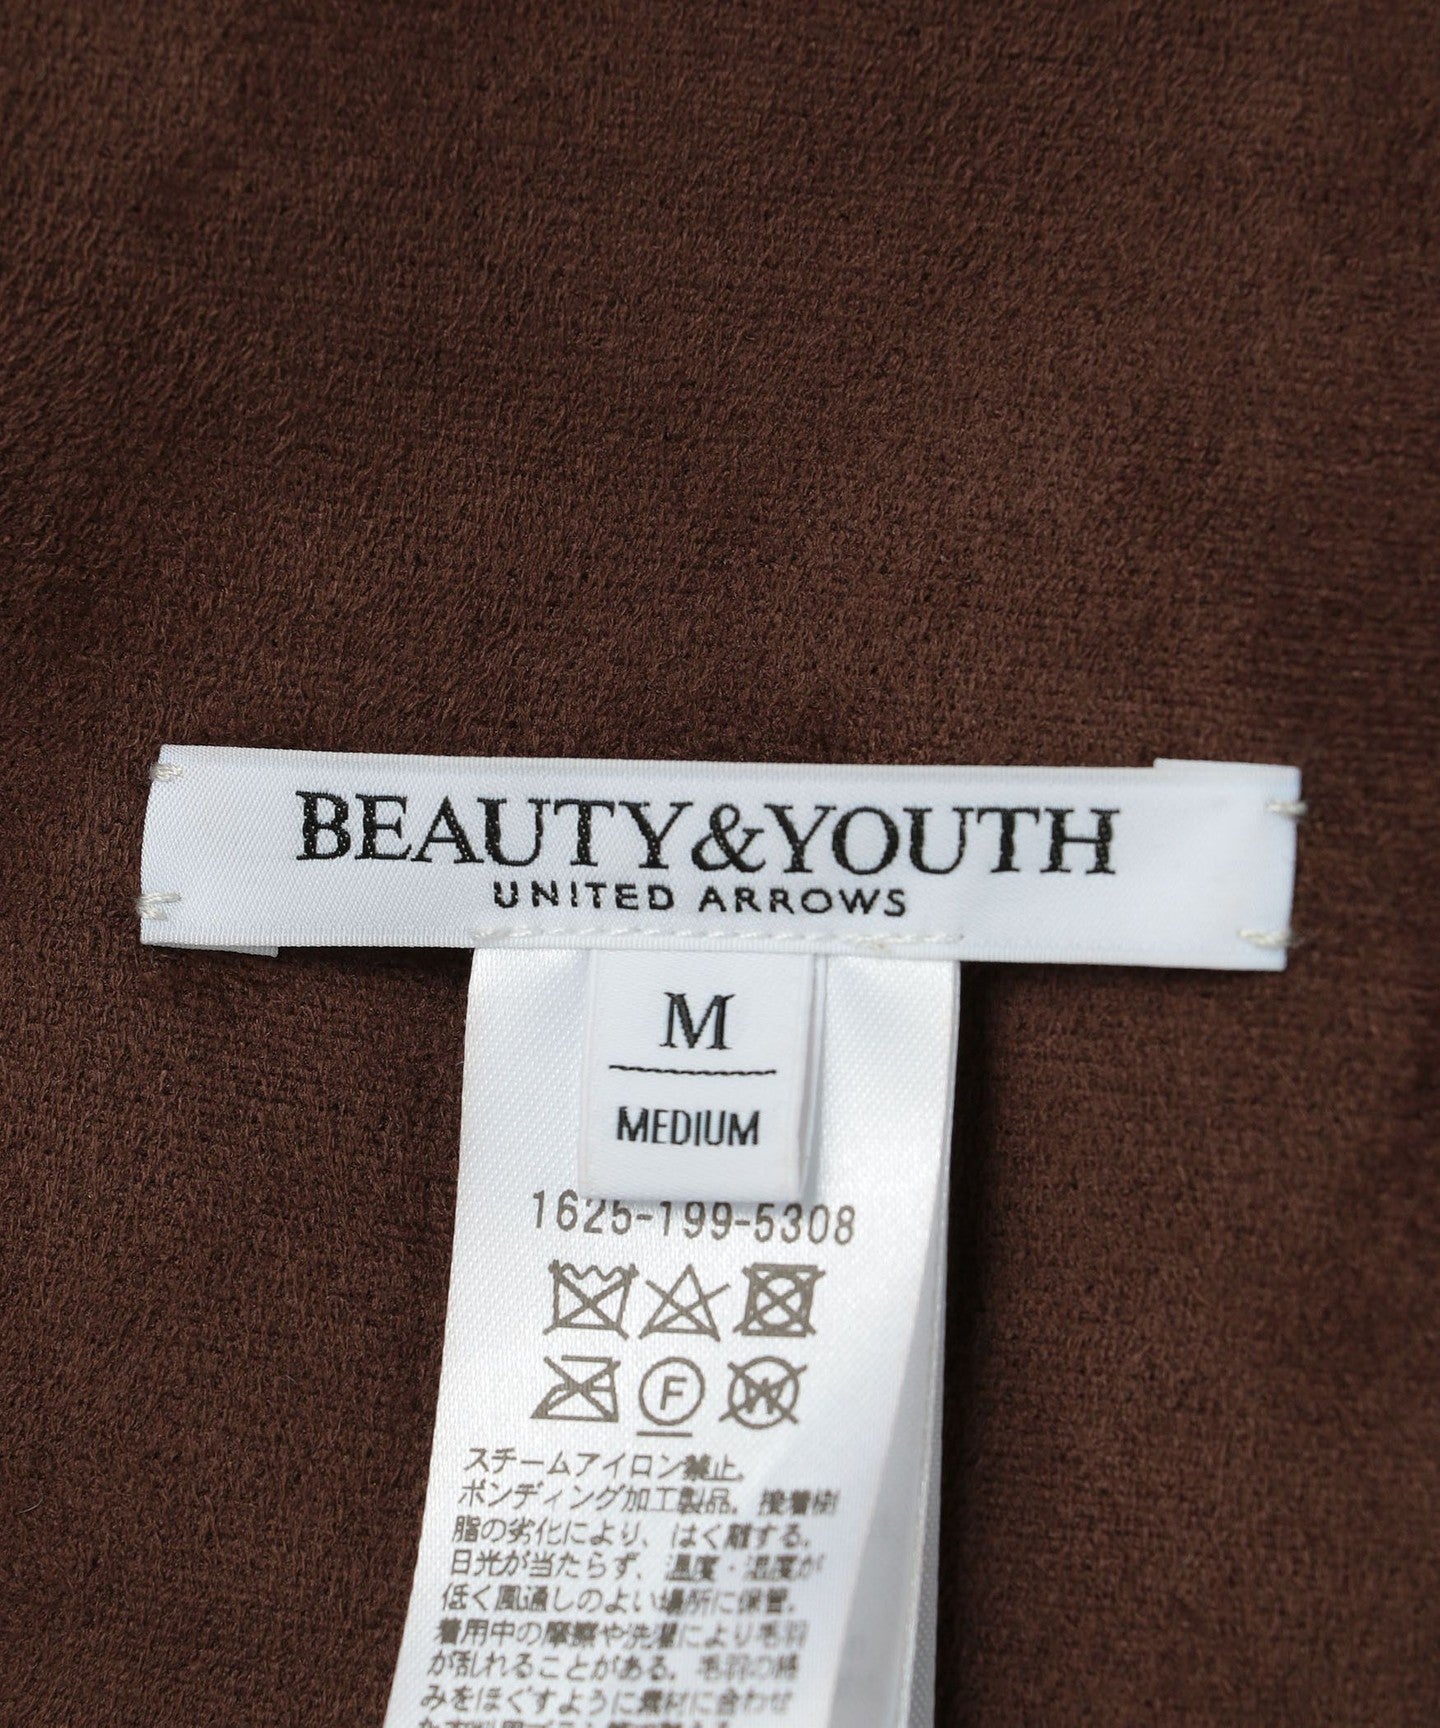 BEAUTY&YOUTH
UNITED ARROWS
M
MEDIUM
1625-199-5308
F
W
スチームアイロン禁止。
ボンディング加工製品。接着樹
脂の劣化により、はく離する。
日光が当たらず、温度・湿度が
低く風通しのよい場所に保管。
着用中の摩擦や洗濯により毛羽
が乱れることがある。毛羽の絡
みをほぐすように素材に合わせ